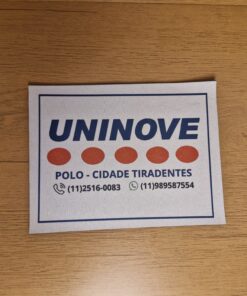 UNINOVE
POLO - CIDADE TIRADENTES
(11)2516-0083 (11)989587554